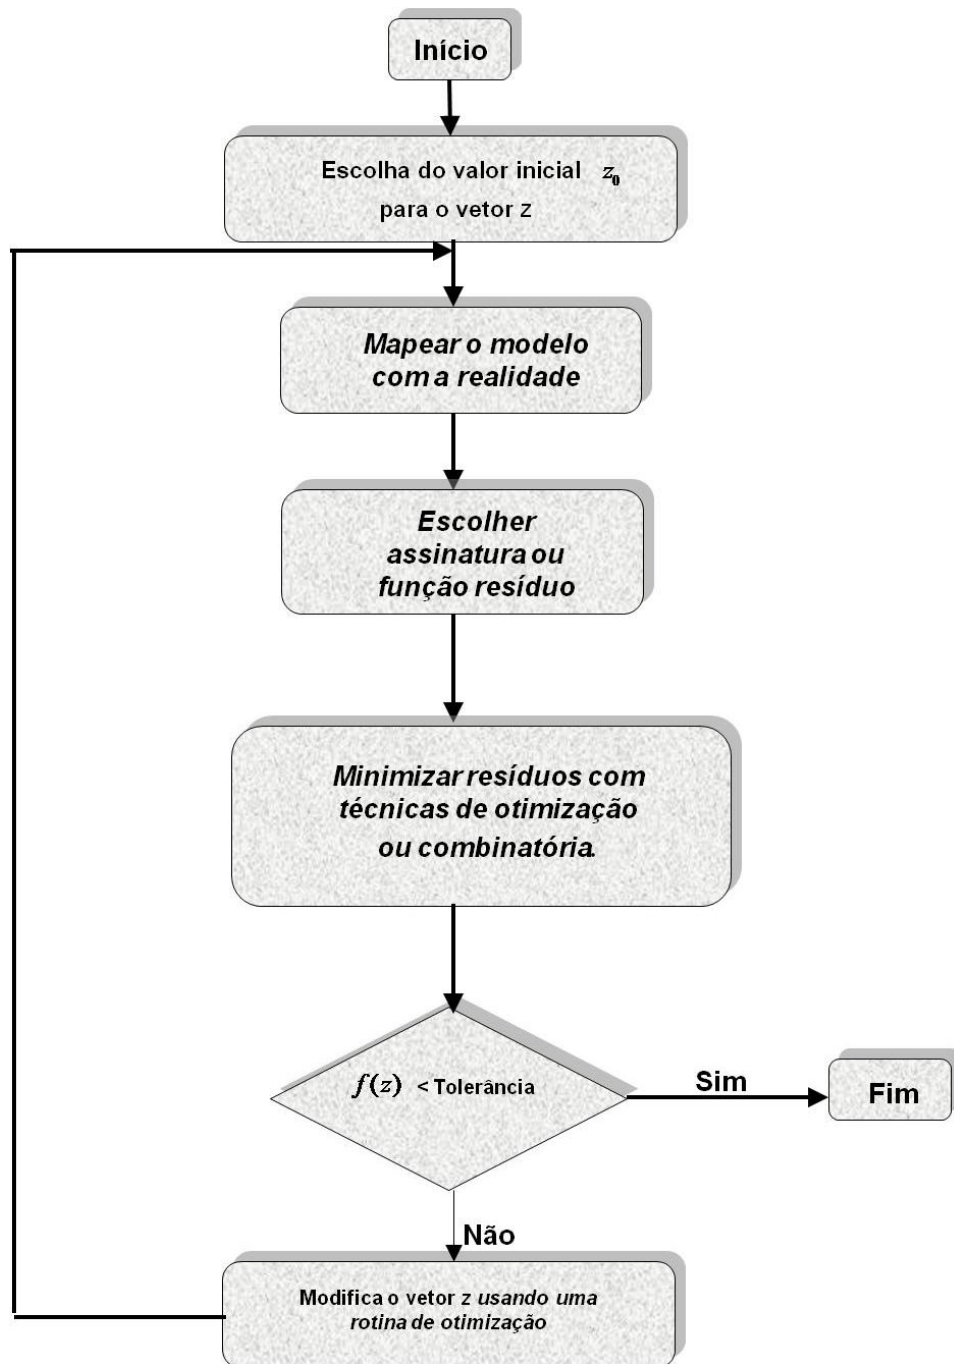 Início
Escolha do valor inicial z₀
para o vetor z
Mapear o modelo
com a realidade
Escolher
assinatura ou
função resíduo
Minimizar resíduos com
técnicas de otimização
ou combinatória.
f(z) < Tolerância
Sim
Fim
Não
Modifica o vetor z usando uma
rotina de otimização